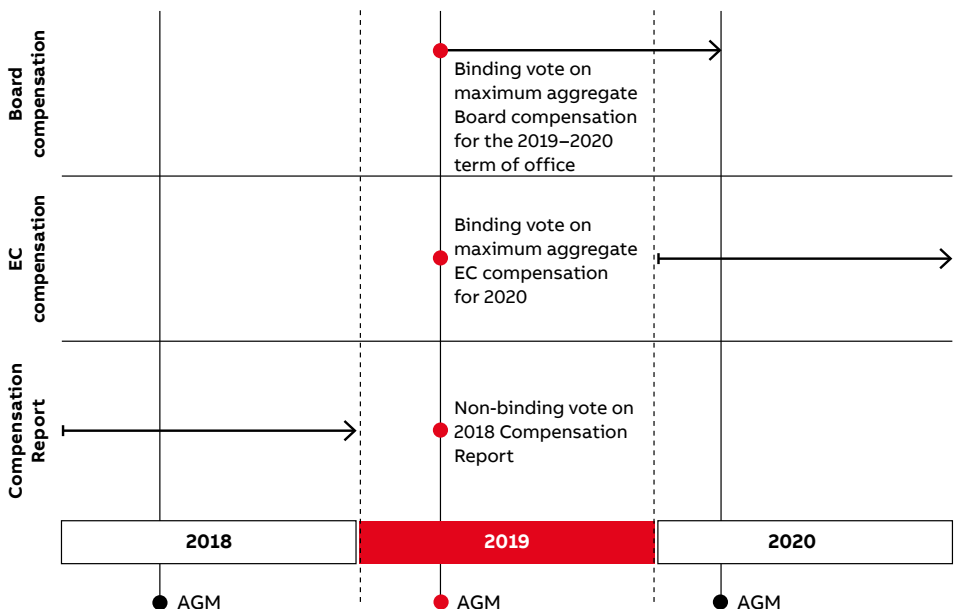 Board
compensation
Binding vote on
maximum aggregate
Board compensation
for the 2019–2020
term of office
EC
compensation
Binding vote on
maximum aggregate
EC compensation
for 2020
Compensation
Report
Non-binding vote on
2018 Compensation
Report
2018
2019
2020
AGM
AGM
AGM